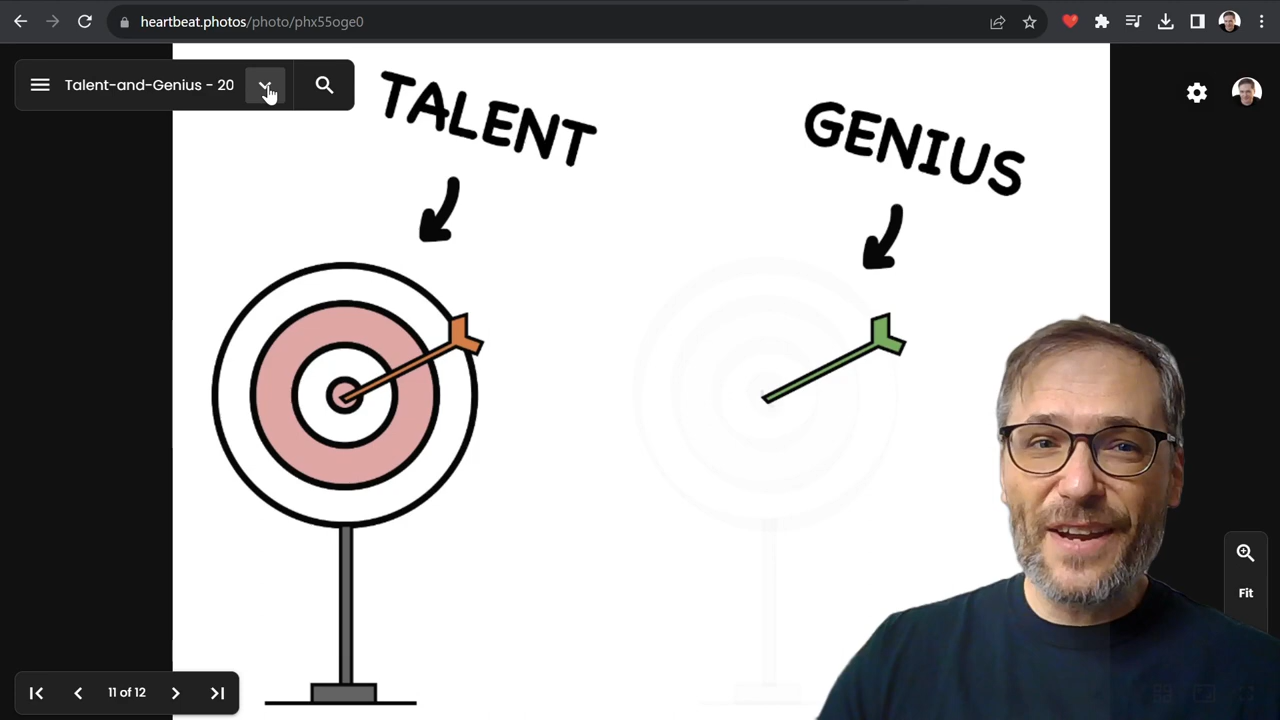 heartbeat.photos/photo/phx55oge0
Talent-and-Genius - 20
TALENT
GENIUS
Fit
11 of 12